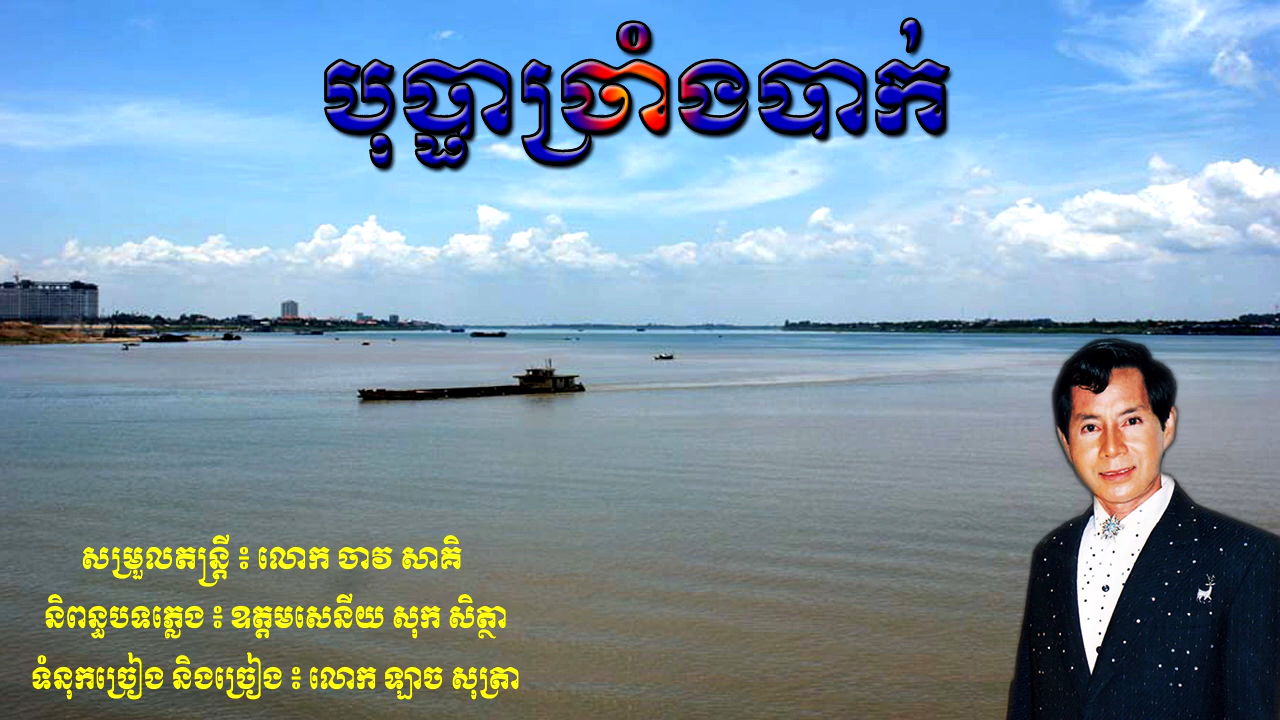 បុប្ផាច្រាំងបាក់
សម្រួលតន្ត្រី ៖ លោក ចាវ សាគិ
និពន្ធបទភ្លេង ៖ ឧត្តមសេនីយ សុក សិត្ថា
ទំនុកច្រៀង និងច្រៀង ៖ លោក ឡាច សុត្រា